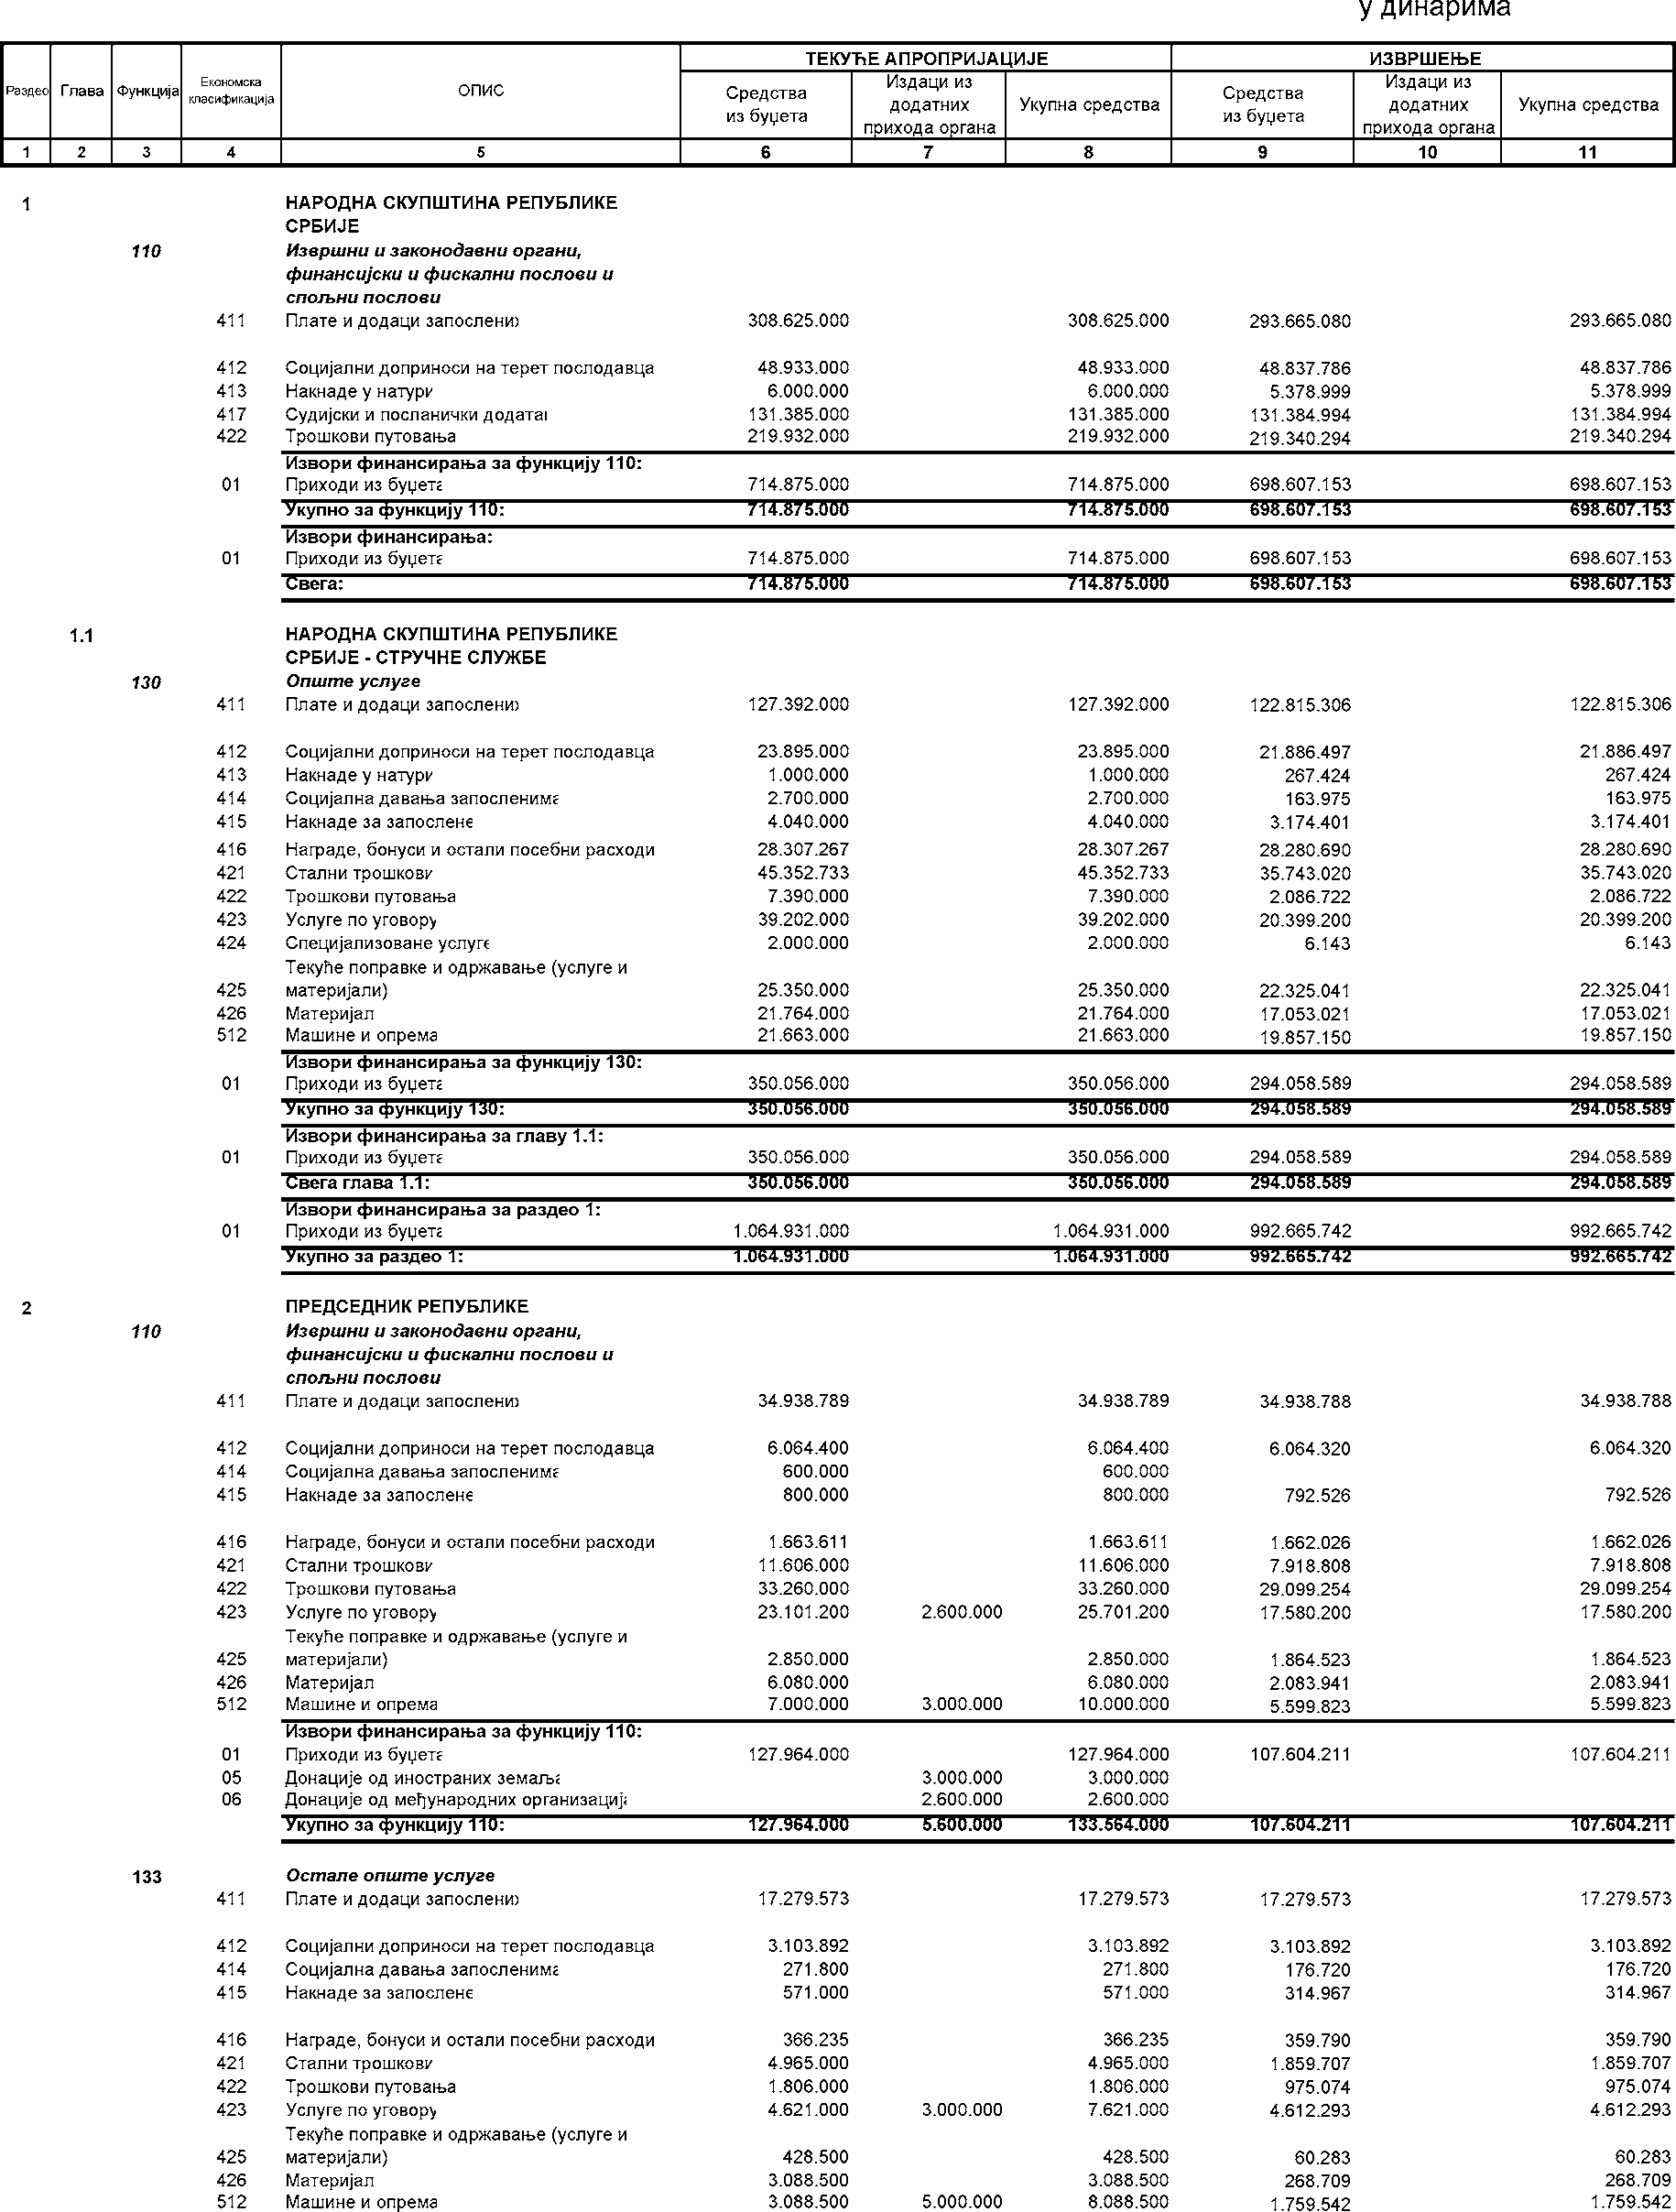 у динарима
ТЕКУЋЕ АПРОПРИЈАЦИЈЕ ИЗВРШЕЊЕ
Раздео Глава Функција Економска класификација ОПИС Средства из буџета Издаци из додатних прихода органа Укупна средства Средства из буџета Издаци из додатних прихода органа Укупна средства
1 2 3 4 5 6 7 8 9 10 11
1 НАРОДНА СКУПШТИНА РЕПУБЛИКЕ
СРБИЈЕ
110 Извршни и законодавни органи,
финансијски и фискални послови и
спољни послови
411 Плате и додаци запослених 308.625.000 308.625.000 293.665.080 293.665.080
412 Социјални доприноси на терет послодавца 48.933.000 48.933.000 48.837.786 48.837.786
413 Накнаде у натури 6.000.000 6.000.000 5.378.999 5.378.999
417 Судијски и посланички додатак 131.385.000 131.385.000 131.384.994 131.384.994
422 Трошкови путовања 219.932.000 219.932.000 219.340.294 219.340.294
Извори финансирања за функцију 110:
01 Приходи из буџета 714.875.000 714.875.000 698.607.153 698.607.153
Укупно за функцију 110: 714.875.000 714.875.000 698.607.153 698.607.153
Извори финансирања:
01 Приходи из буџета 714.875.000 714.875.000 698.607.153 698.607.153
Свега: 714.875.000 714.875.000 698.607.153 698.607.153
1.1 НАРОДНА СКУПШТИНА РЕПУБЛИКЕ
СРБИЈЕ - СТРУЧНЕ СЛУЖБЕ
130 Опште услуге
411 Плате и додаци запослених 127.392.000 127.392.000 122.815.306 122.815.306
412 Социјални доприноси на терет послодавца 23.895.000 23.895.000 21.886.497 21.886.497
413 Накнаде у натури 1.000.000 1.000.000 267.424 267.424
414 Социјална давања запосленима 2.700.000 2.700.000 163.975 163.975
415 Накнаде за запослене 4.040.000 4.040.000 3.174.401 3.174.401
416 Награде, бонуси и остали посебни расходи 28.307.267 28.307.267 28.280.690 28.280.690
421 Стални трошкови 45.352.733 45.352.733 35.743.020 35.743.020
422 Трошкови путовања 7.390.000 7.390.000 2.086.722 2.086.722
423 Услуге по уговору 39.202.000 39.202.000 20.399.200 20.399.200
424 Специјализоване услуге 2.000.000 2.000.000 6.143 6.143
Текуће поправке и одржавање (услуге и
425 материјали) 25.350.000 25.350.000 22.325.041 22.325.041
426 Материјал 21.764.000 21.764.000 17.053.021 17.053.021
512 Машине и опрема 21.663.000 21.663.000 19.857.150 19.857.150
Извори финансирања за функцију 130:
01 Приходи из буџета 350.056.000 350.056.000 294.058.589 294.058.589
Укупно за функцију 130: 350.056.000 350.056.000 294.058.589 294.058.589
Извори финансирања за главу 1.1:
01 Приходи из буџета 350.056.000 350.056.000 294.058.589 294.058.589
Свега глава 1.1: 350.056.000 350.056.000 294.058.589 294.058.589
Извори финансирања за раздео 1:
01 Приходи из буџета 1.064.931.000 1.064.931.000 992.665.742 992.665.742
Укупно за раздео 1: 1.064.931.000 1.064.931.000 992.665.742 992.665.742
2 ПРЕДСЕДНИК РЕПУБЛИКЕ
110 Извршни и законодавни органи,
финансијски и фискални послови и
спољни послови
411 Плате и додаци запослених 34.938.789 34.938.789 34.938.788 34.938.788
412 Социјални доприноси на терет послодавца 6.064.400 6.064.400 6.064.320 6.064.320
414 Социјална давања запосленима 600.000 600.000
415 Накнаде за запослене 800.000 800.000 792.526 792.526
416 Награде, бонуси и остали посебни расходи 1.663.611 1.663.611 1.662.026 1.662.026
421 Стални трошкови 11.606.000 11.606.000 7.918.808 7.918.808
422 Трошкови путовања 33.260.000 33.260.000 29.099.254 29.099.254
423 Услуге по уговору 23.101.200 2.600.000 25.701.200 17.580.200 17.580.200
Текуће поправке и одржавање (услуге и
425 материјали) 2.850.000 2.850.000 1.864.523 1.864.523
426 Материјал 6.080.000 6.080.000 2.083.941 2.083.941
512 Машине и опрема 7.000.000 3.000.000 10.000.000 5.599.823 5.599.823
Извори финансирања за функцију 110:
01 Приходи из буџета 127.964.000 127.964.000 107.604.211 107.604.211
05 Донације од иностраних земаља 3.000.000 3.000.000
06 Донације од међународних организација 2.600.000 2.600.000
Укупно за функцију 110: 127.964.000 5.600.000 133.564.000 107.604.211 107.604.211
133 Остале опште услуге
411 Плате и додаци запослених 17.279.573 17.279.573 17.279.573 17.279.573
412 Социјални доприноси на терет послодавца 3.103.892 3.103.892 3.103.892 3.103.892
414 Социјална давања запосленима 271.800 271.800 176.720 176.720
415 Накнаде за запослене 571.000 571.000 314.967 314.967
416 Награде, бонуси и остали посебни расходи 366.235 366.235 359.790 359.790
421 Стални трошкови 4.965.000 4.965.000 1.859.707 1.859.707
422 Трошкови путовања 1.806.000 1.806.000 975.074 975.074
423 Услуге по уговору 4.621.000 3.000.000 7.621.000 4.612.293 4.612.293
Текуће поправке и одржавање (услуге и
425 материјали) 428.500 428.500 60.283 60.283
426 Материјал 3.088.500 3.088.500 268.709 268.709
512 Машине и опрема 3.088.500 5.000.000 8.088.500 1.759.542 1.759.542